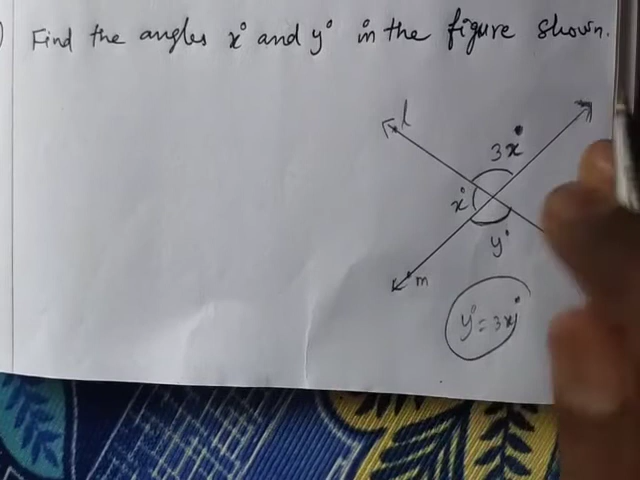 ) Find the angles x° and y° in the figure shown.
l
3x°
x°
y°
m
y° = 3x°